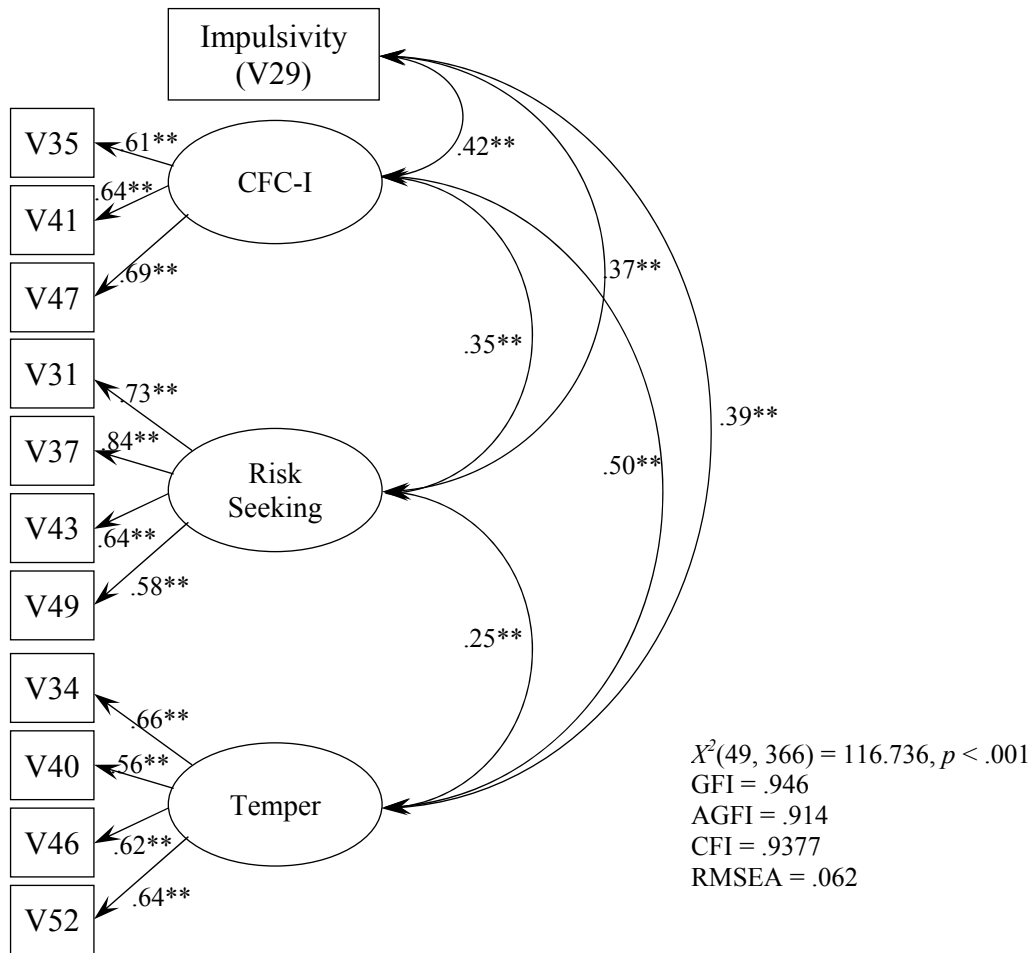 Impulsivity
(V29)
V35
.61**
.42**
CFC-I
V41
.64**
V47
.69**
.37**
.35**
V31
.73**
.39**
V37
.84**
.50**
Risk
Seeking
V43
.64**
V49
.58**
.25**
V34
.66**
V40
.56**
Temper
V46
.62**
V52
.64**
X²(49, 366) = 116.736, p < .001
GFI = .946
AGFI = .914
CFI = .9377
RMSEA = .062